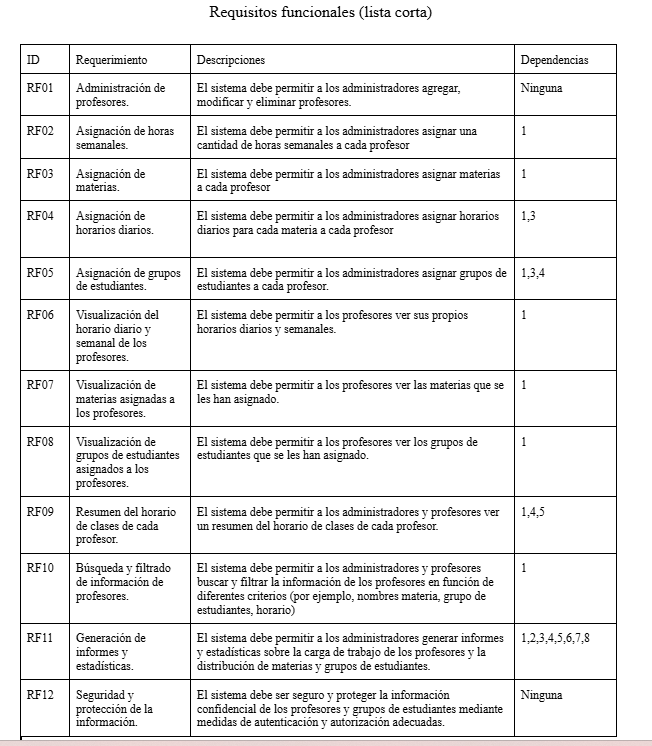 Requisitos funcionales (lista corta)
ID Requerimiento Descripciones Dependencias
RF01 Administración de El sistema debe permitir a los administradores agregar, Ninguna
profesores. modificar y eliminar profesores.
RF02 Asignación de horas El sistema debe permitir a los administradores asignar una 1
semanales. cantidad de horas semanales a cada profesor
RF03 Asignación de El sistema debe permitir a los administradores asignar materias 1
materias. a cada profesor
RF04 Asignación de El sistema debe permitir a los administradores asignar horarios 1,3
horarios diarios. diarios para cada materia a cada profesor
RF05 Asignación de grupos El sistema debe permitir a los administradores asignar grupos de 1,3,4
de estudiantes. estudiantes a cada profesor.
RF06 Visualización del El sistema debe permitir a los profesores ver sus propios 1
horario diario y horarios diarios y semanales.
semanal de los
profesores.
RF07 Visualización de El sistema debe permitir a los profesores ver las materias que se 1
materias asignadas a les han asignado.
los profesores.
RF08 Visualización de El sistema debe permitir a los profesores ver los grupos de 1
grupos de estudiantes estudiantes que se les han asignado.
asignados a los
profesores.
RF09 Resumen del horario El sistema debe permitir a los administradores y profesores ver 1,4,5
de clases de cada un resumen del horario de clases de cada profesor.
profesor.
RF10 Búsqueda y filtrado El sistema debe permitir a los administradores y profesores 1
de información de buscar y filtrar la información de los profesores en función de
profesores. diferentes criterios (por ejemplo, nombres materia, grupo de
estudiantes, horario)
RF11 Generación de El sistema debe permitir a los administradores generar informes 1,2,3,4,5,6,7,8
informes y y estadísticas sobre la carga de trabajo de los profesores y la
estadísticas. distribución de materias y grupos de estudiantes.
RF12 Seguridad y El sistema debe ser seguro y proteger la información Ninguna
protección de la confidencial de los profesores y grupos de estudiantes mediante
información. medidas de autenticación y autorización adecuadas.